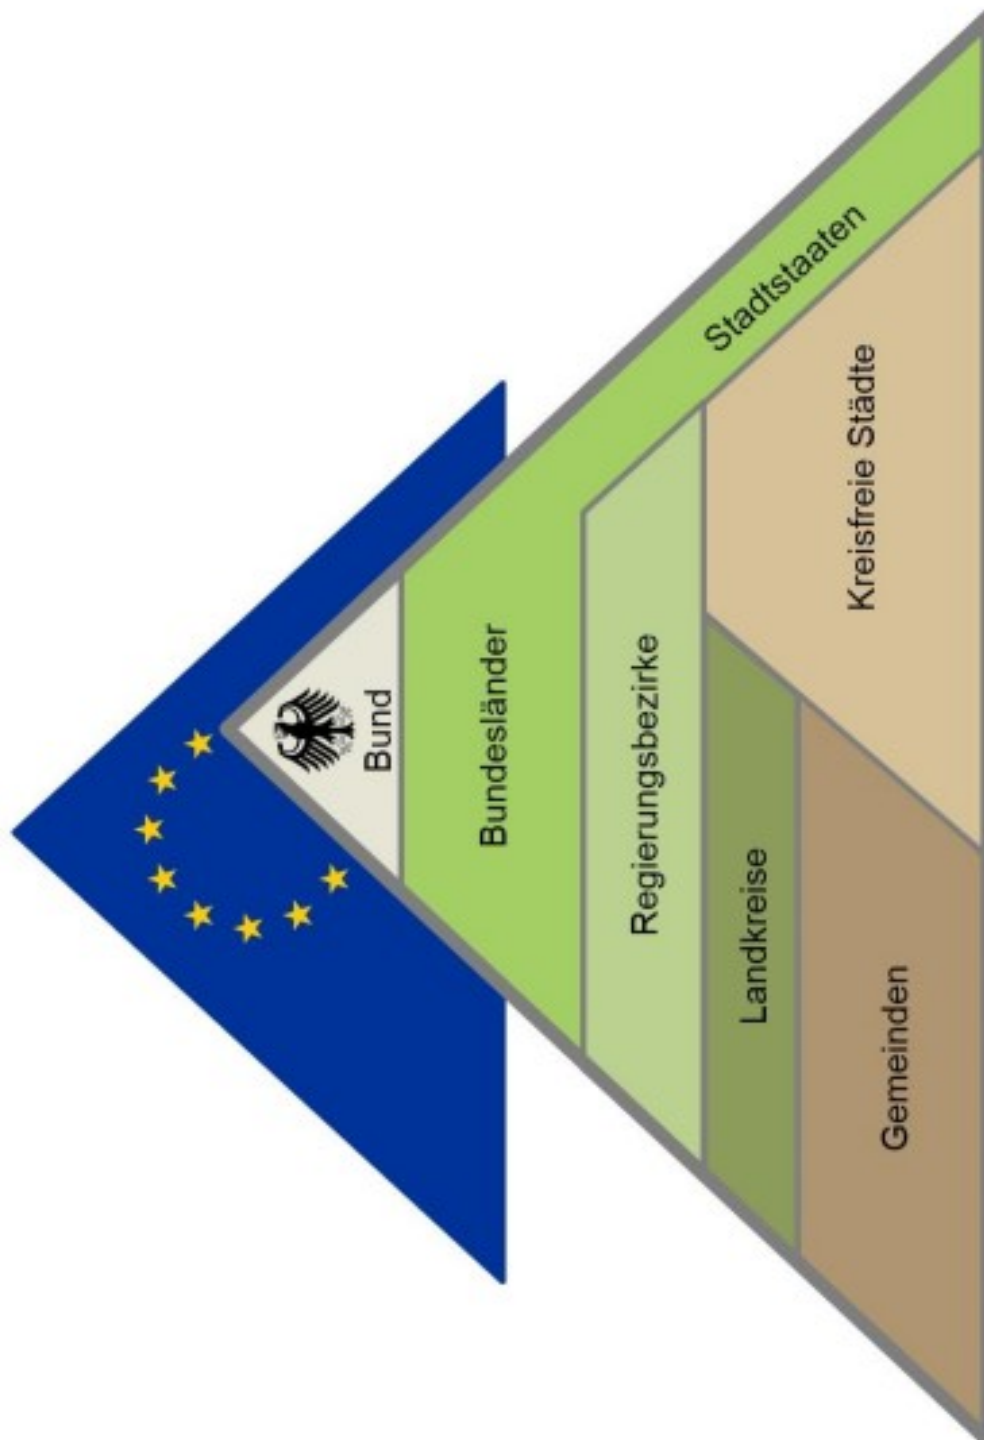 Bund
Bundesländer
Stadtstaaten
Regierungsbezirke
Landkreise
Kreisfreie Städte
Gemeinden